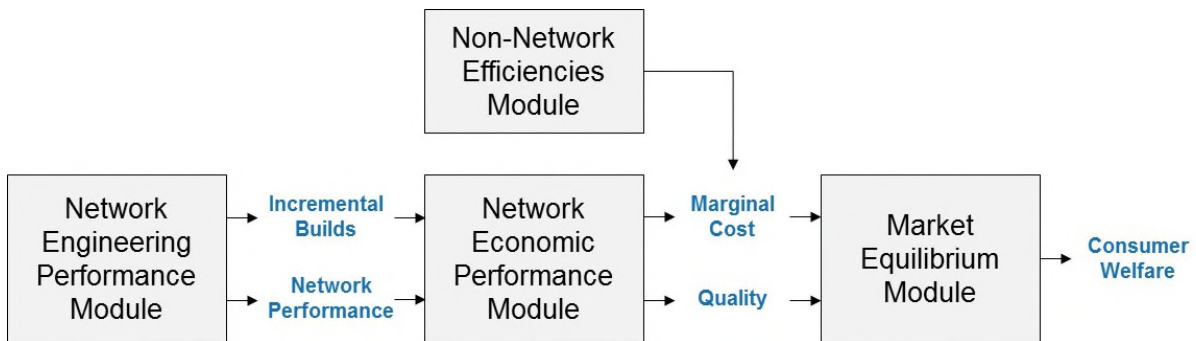 Non-Network
Efficiencies
Module
Network
Engineering
Performance
Module
Incremental
Builds
Network
Performance
Network
Economic
Performance
Module
Marginal
Cost
Quality
Market
Equilibrium
Module
Consumer
Welfare